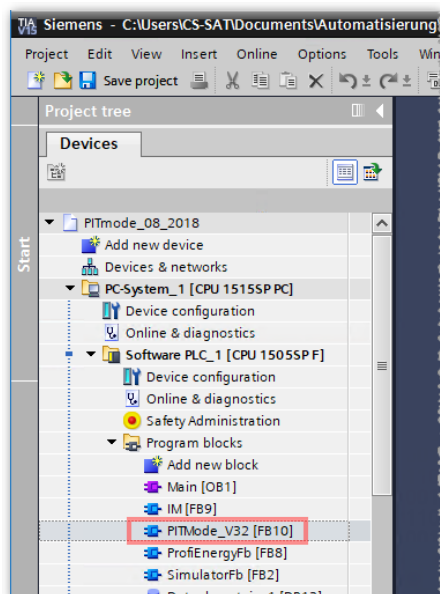 TIA
V15
Siemens - C:\Users\CS-SAT\Documents\Automatisierung\
Project Edit View Insert Online Options Tools
Save project
Project tree
Devices
Start
PITmode_08_2018
Add new device
Devices & networks
PC-System_1 [CPU 1515SP PC]
Device configuration
Online & diagnostics
Software PLC_1 [CPU 1505SP F]
Device configuration
Online & diagnostics
Safety Administration
Program blocks
Add new block
Main [OB1]
IM [FB9]
PITMode_V32 [FB10]
ProfiEnergyFb [FB8]
SimulatorFb [FB2]